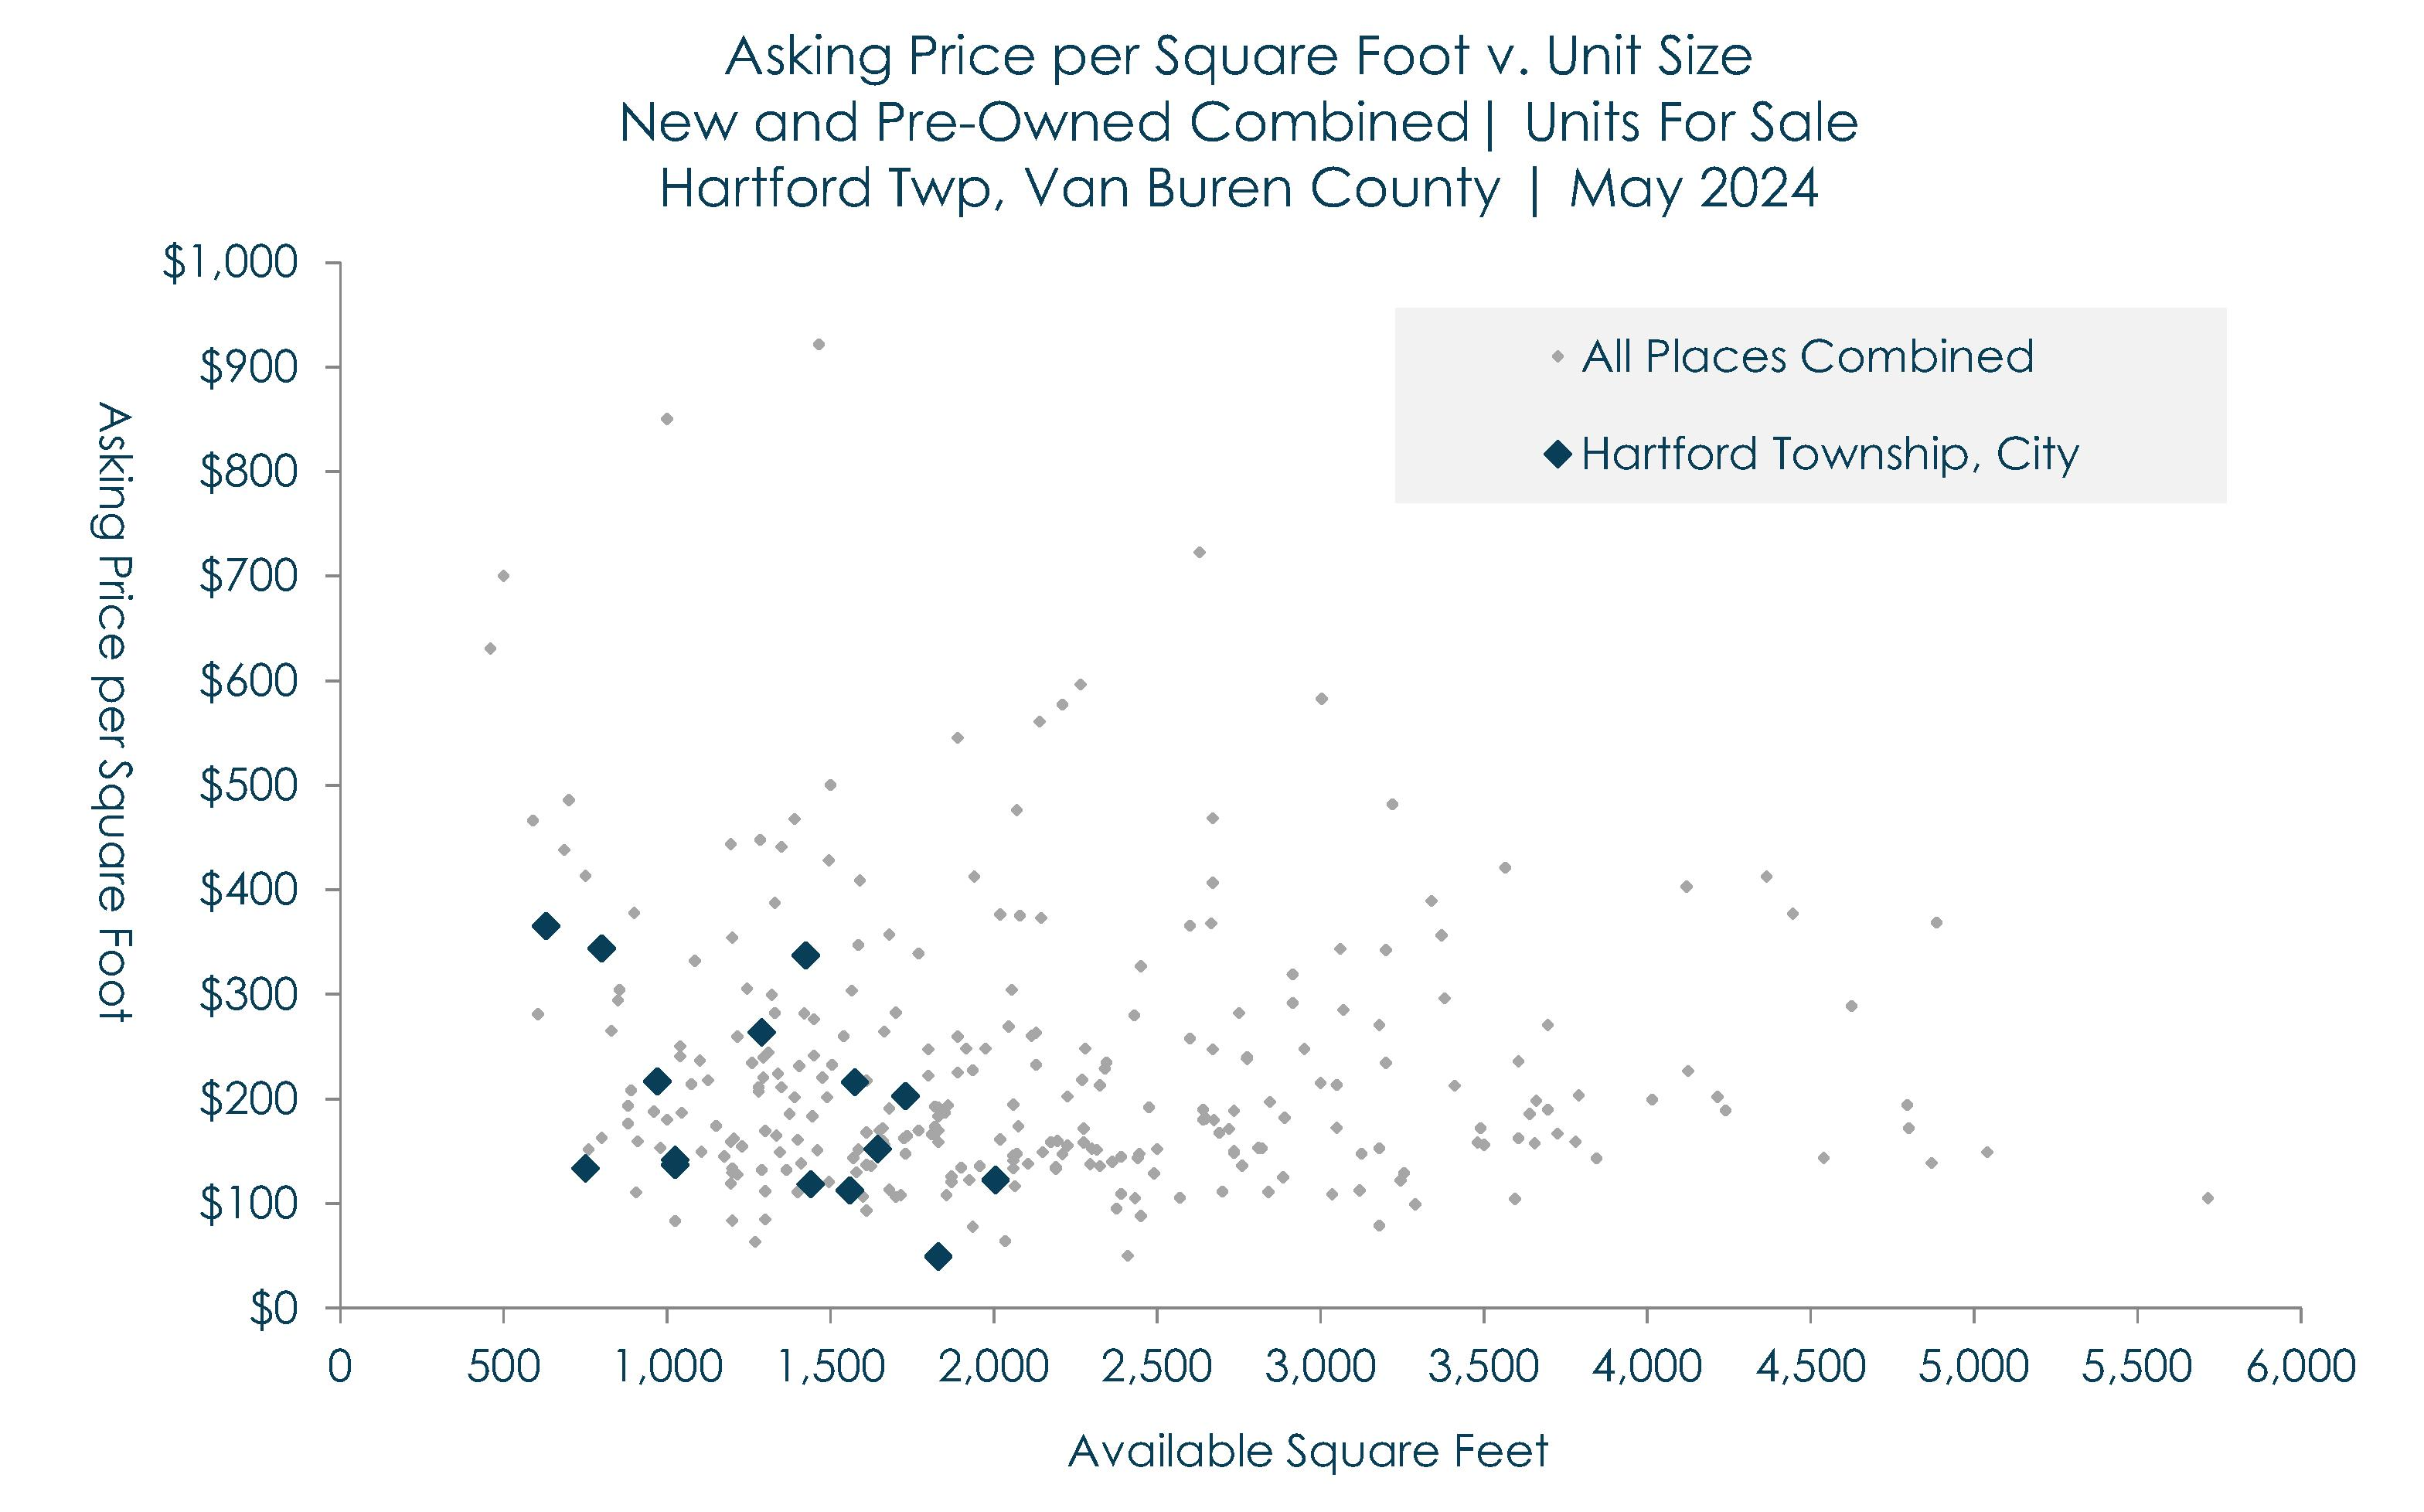 Asking Price per Square Foot v. Unit Size
New and Pre-Owned Combined| Units For Sale
Hartford Twp, Van Buren County | May 2024
$1,000
$900
$800
$700
$600
$500
$400
$300
$200
$100
$0
Asking Price per Square Foot
All Places Combined
Hartford Township, City
0 500 1,000 1,500 2,000 2,500 3,000 3,500 4,000 4,500 5,000 5,500 6,000
Available Square Feet